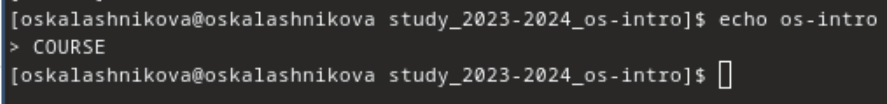 [oskalashnikova@oskalashnikova study_2023-2024_os-intro]$ echo os-intro
> COURSE
[oskalashnikova@oskalashnikova study_2023-2024_os-intro]$